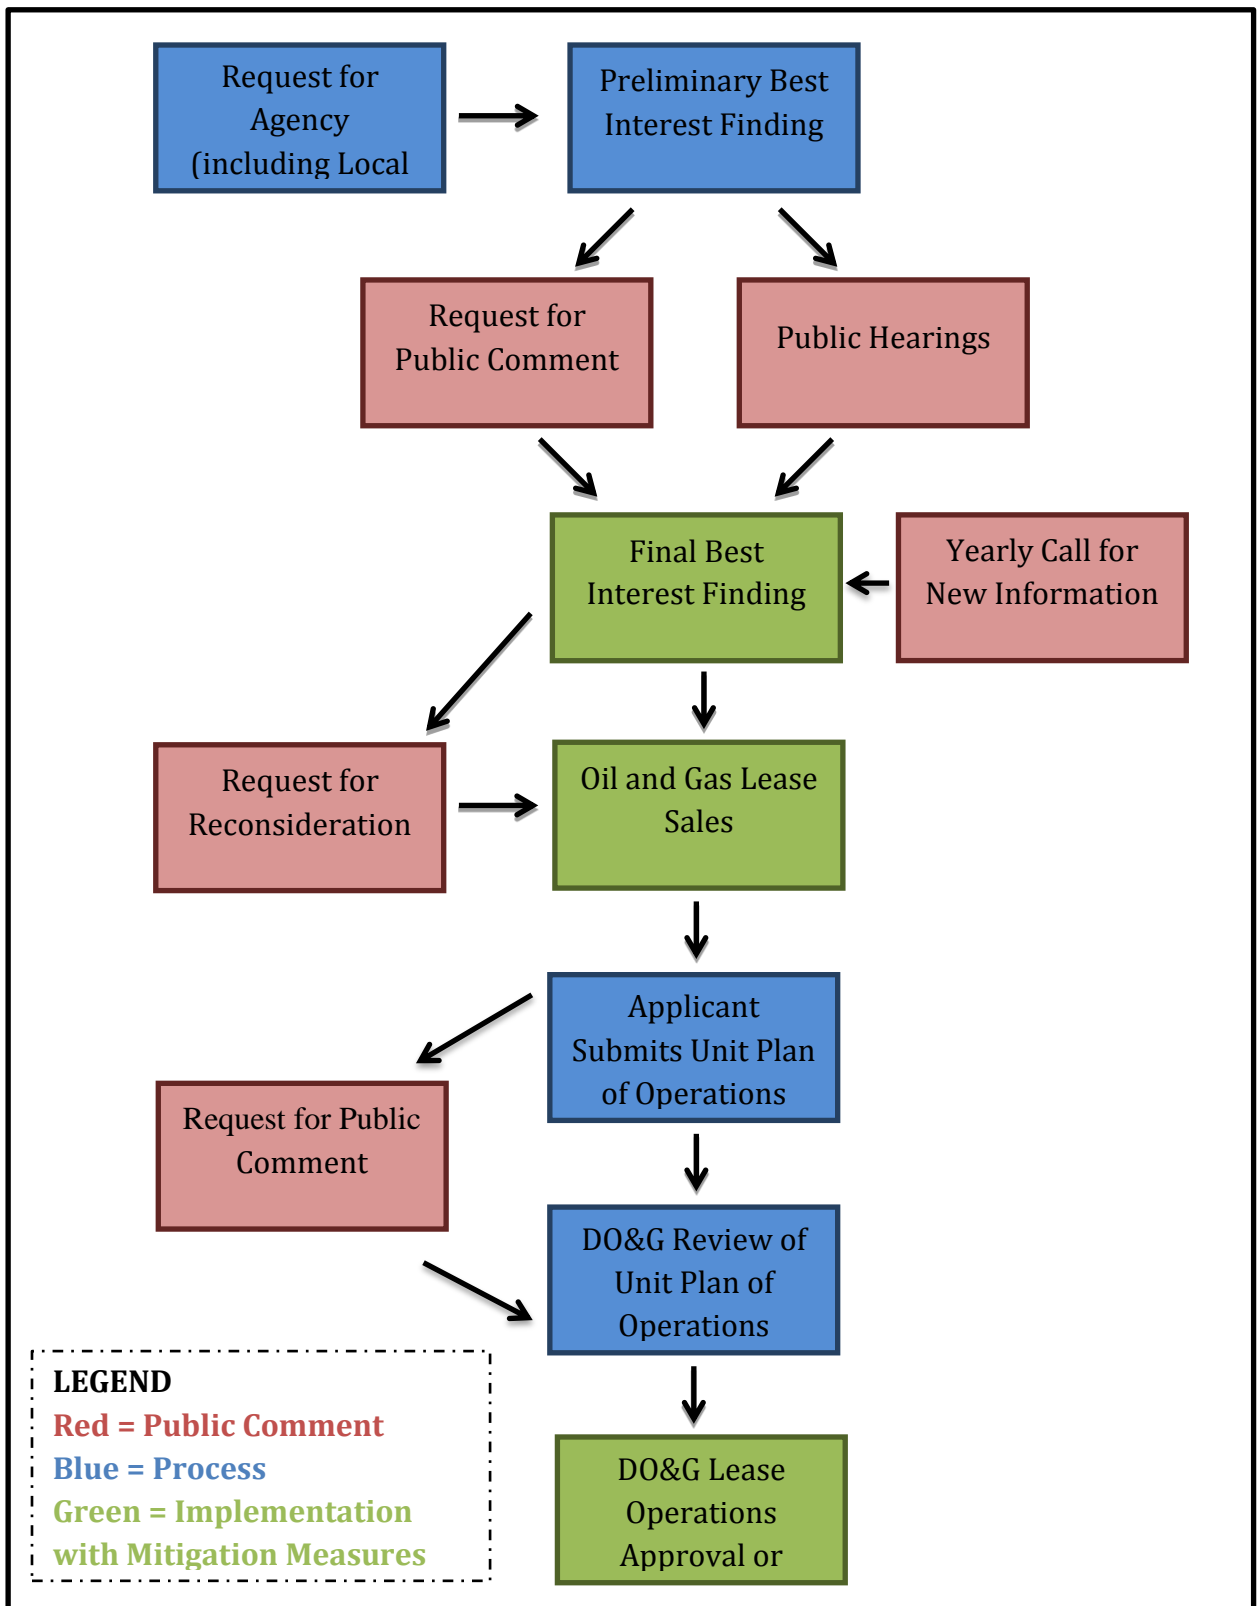 Request for
Agency
(including Local
Preliminary Best
Interest Finding
Request for
Public Comment
Public Hearings
Final Best
Interest Finding
Yearly Call for
New Information
Request for
Reconsideration
Oil and Gas Lease
Sales
Applicant
Submits Unit Plan
of Operations
Request for Public
Comment
DO&G Review of
Unit Plan of
Operations
LEGEND
Red = Public Comment
Blue = Process
Green = Implementation
with Mitigation Measures
DO&G Lease
Operations
Approval or